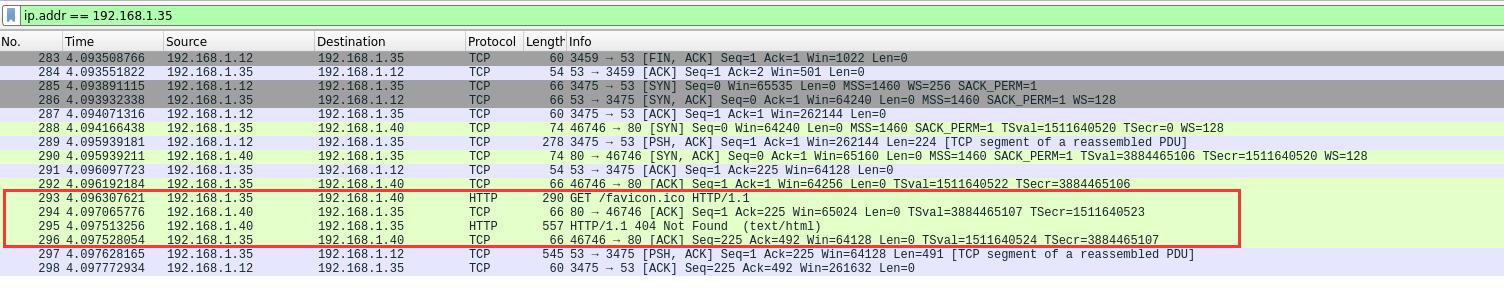 ip.addr == 192.168.1.35
No. Time Source Destination Protocol Length Info
283 4.093508766 192.168.1.12 192.168.1.35 TCP 60 3459 → 53 [FIN, ACK] Seq=1 Ack=1 Win=1022 Len=0
284 4.093551822 192.168.1.35 192.168.1.12 TCP 54 53 → 3459 [ACK] Seq=1 Ack=2 Win=501 Len=0
285 4.093891115 192.168.1.12 192.168.1.35 TCP 66 3475 → 53 [SYN] Seq=0 Win=65535 Len=0 MSS=1460 WS=256 SACK_PERM=1
286 4.093932338 192.168.1.35 192.168.1.12 TCP 66 53 → 3475 [SYN, ACK] Seq=0 Ack=1 Win=64240 Len=0 MSS=1460 SACK_PERM=1 WS=128
287 4.094071316 192.168.1.12 192.168.1.35 TCP 60 3475 → 53 [ACK] Seq=1 Ack=1 Win=262144 Len=0
288 4.094166438 192.168.1.35 192.168.1.40 TCP 74 46746 → 80 [SYN] Seq=0 Win=64240 Len=0 MSS=1460 SACK_PERM=1 TSval=1511640520 TSecr=0 WS=128
289 4.095939181 192.168.1.12 192.168.1.35 TCP 278 3475 → 53 [PSH, ACK] Seq=1 Ack=1 Win=262144 Len=224 [TCP segment of a reassembled PDU]
290 4.095939211 192.168.1.40 192.168.1.35 TCP 74 80 → 46746 [SYN, ACK] Seq=0 Ack=1 Win=65160 Len=0 MSS=1460 SACK_PERM=1 TSval=3884465106 TSecr=1511640520 WS=128
291 4.096097723 192.168.1.35 192.168.1.12 TCP 54 53 → 3475 [ACK] Seq=1 Ack=225 Win=64128 Len=0
292 4.096192184 192.168.1.35 192.168.1.40 TCP 66 46746 → 80 [ACK] Seq=1 Ack=1 Win=64256 Len=0 TSval=1511640522 TSecr=3884465106
293 4.096307621 192.168.1.35 192.168.1.40 HTTP 290 GET /favicon.ico HTTP/1.1
294 4.097065776 192.168.1.40 192.168.1.35 TCP 66 80 → 46746 [ACK] Seq=1 Ack=225 Win=65024 Len=0 TSval=3884465107 TSecr=1511640523
295 4.097513256 192.168.1.40 192.168.1.35 HTTP 557 HTTP/1.1 404 Not Found (text/html)
296 4.097528054 192.168.1.35 192.168.1.40 TCP 66 46746 → 80 [ACK] Seq=225 Ack=492 Win=64128 Len=0 TSval=1511640524 TSecr=3884465107
297 4.097628165 192.168.1.35 192.168.1.12 TCP 545 53 → 3475 [PSH, ACK] Seq=1 Ack=225 Win=64128 Len=491 [TCP segment of a reassembled PDU]
298 4.097772934 192.168.1.12 192.168.1.35 TCP 60 3475 → 53 [ACK] Seq=225 Ack=492 Win=261632 Len=0